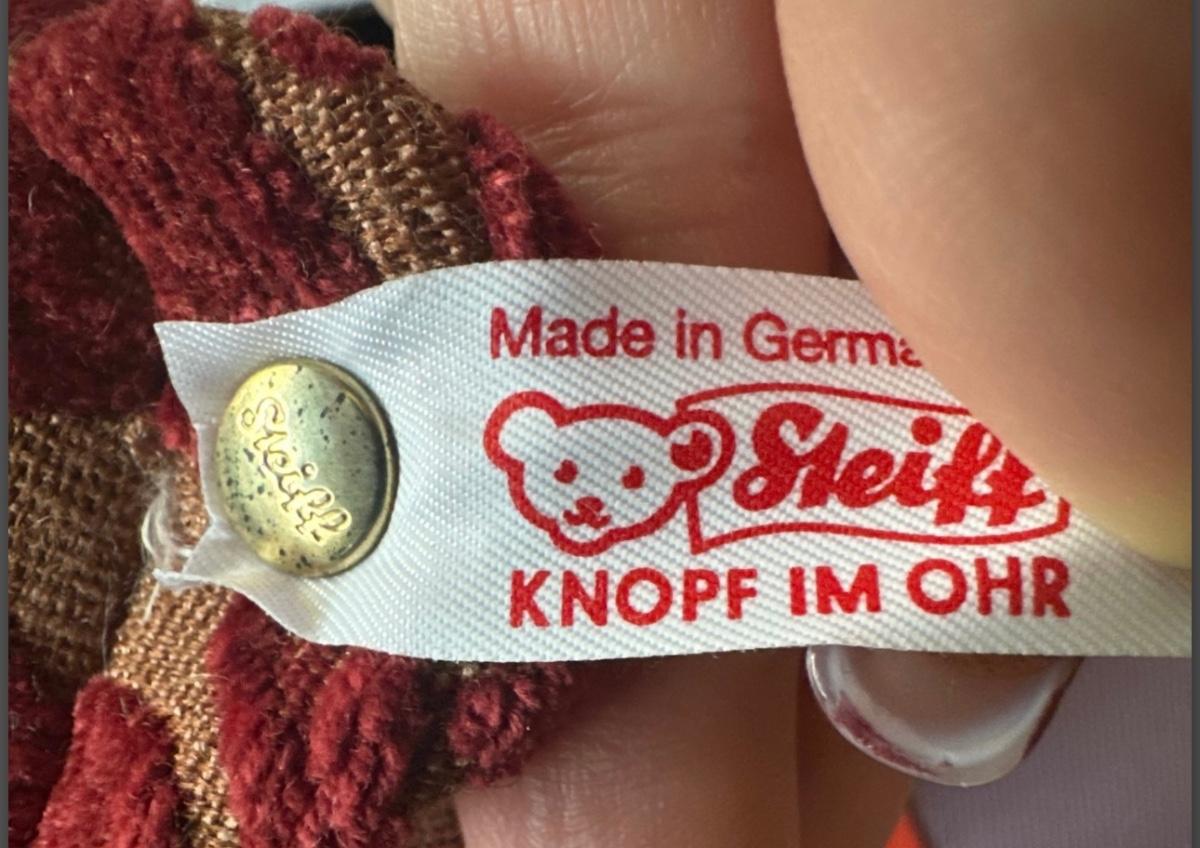 Made in Germa
Steiff
Steiff
KNOPF IM OHR